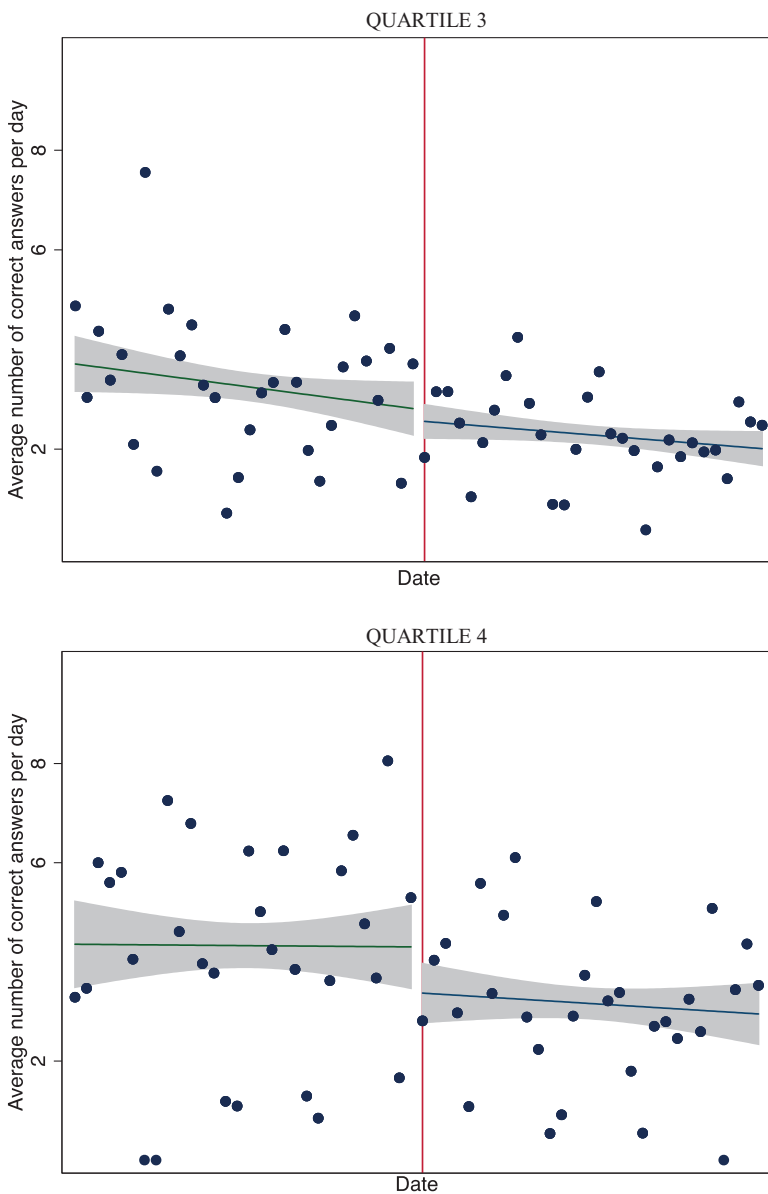 QUARTILE 3
Average number of correct answers per day
8
6
2
Date
QUARTILE 4
Average number of correct answers per day
8
6
2
Date